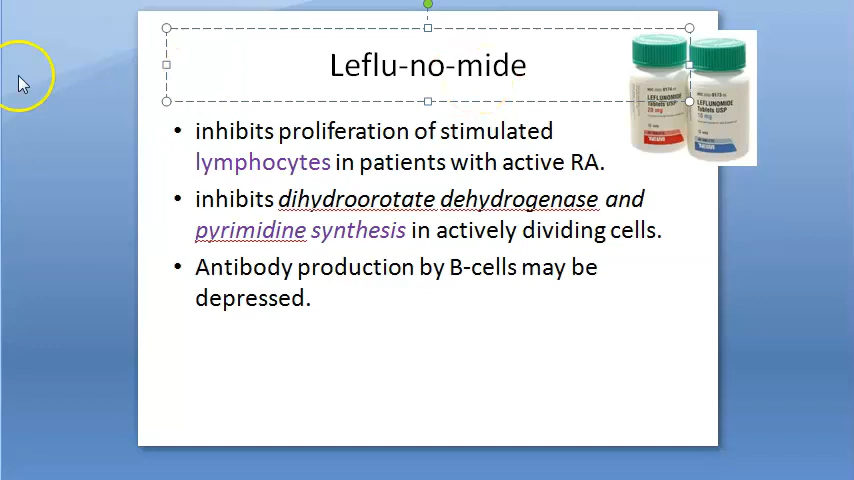 Leflu-no-mide
LEFLUNOMIDE
Tablets USP
20 mg
LEFLUNOMIDE
Tablets USP
10 mg
• inhibits proliferation of stimulated
lymphocytes in patients with active RA.
• inhibits dihydroorotate dehydrogenase and
pyrimidine synthesis in actively dividing cells.
• Antibody production by B-cells may be
depressed.